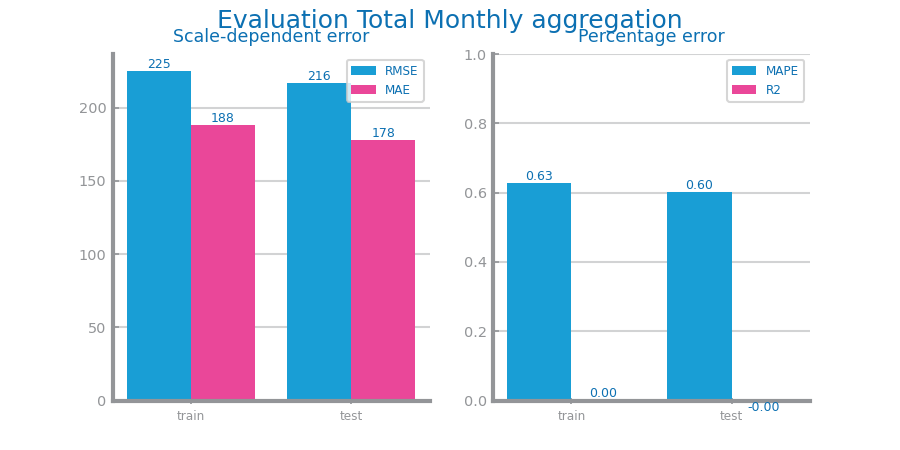 Evaluation Total Monthly aggregation
Scale-dependent error
225
188
216
178
RMSE
MAE
200
150
100
50
0
train
test
Percentage error
1.0
0.8
0.6
0.4
0.2
0.0
MAPE
R2
0.63
0.00
0.60
-0.00
train
test